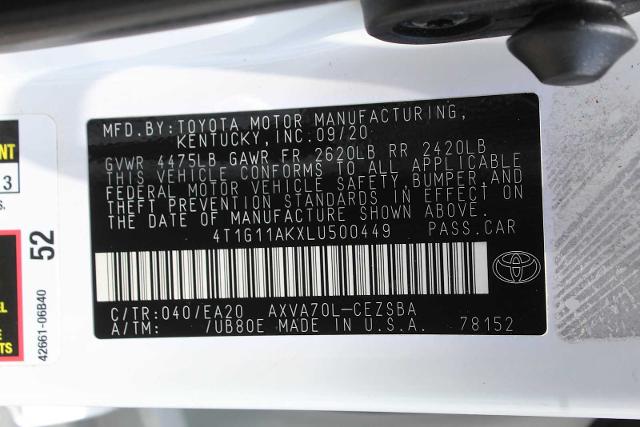 MFD.BY:TOYOTA MOTOR MANUFACTURING,
KENTUCKY, INC.09/20
GVWR 4475LB GAWR FR 2620LB RR 2420LB
THIS VEHICLE CONFORMS TO ALL APPLICABLE
FEDERAL MOTOR VEHICLE SAFETY, BUMPER, AND
THEFT PREVENTION STANDARDS IN EFFECT ON
THE DATE OF MANUFACTURE SHOWN ABOVE.
4T1G11AKXLU500449 PASS.CAR
C/TR:040/EA20 AXVA70L-CEZSBA
A/TM: /UB80E MADE IN U.S.A. 78152
3
52
42661-06B40